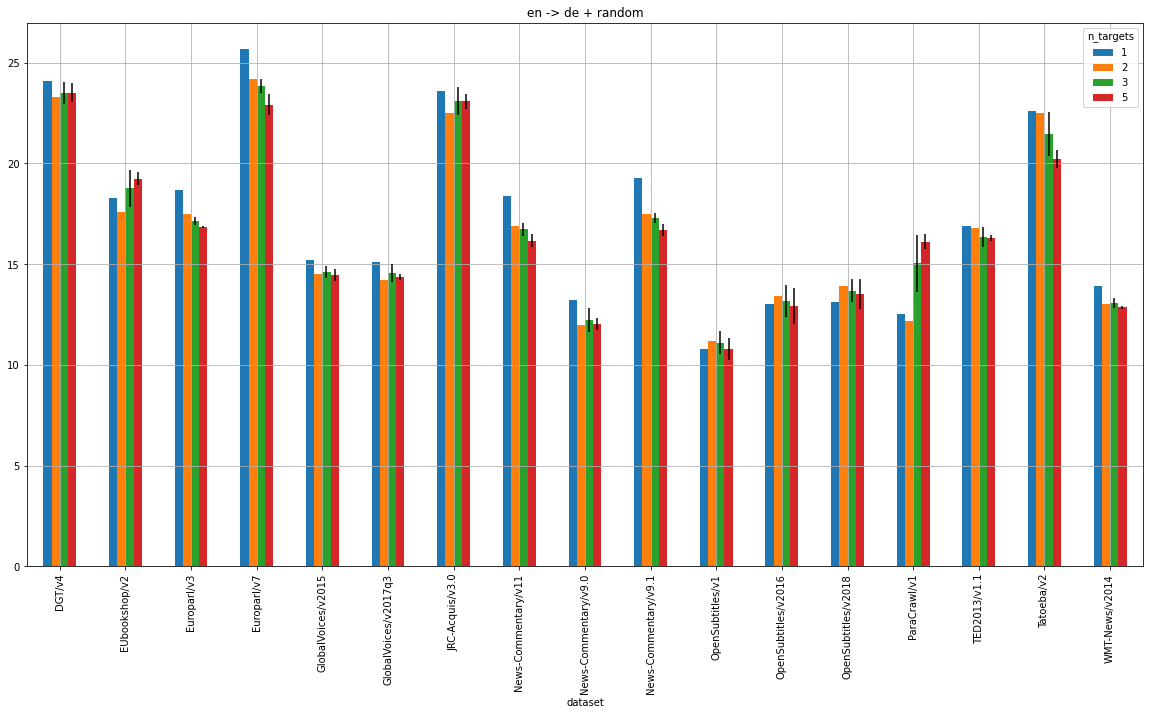 en -> de + random
n_targets
1
2
3
5
25
20
15
10
5
0
DGT/v4
EUbookshop/v2
Europarl/v3
Europarl/v7
GlobalVoices/v2015
GlobalVoices/v2017q3
JRC-Acquis/v3.0
News-Commentary/v11
News-Commentary/v9.0
News-Commentary/v9.1
OpenSubtitles/v1
OpenSubtitles/v2016
OpenSubtitles/v2018
ParaCrawl/v1
TED2013/v1.1
Tatoeba/v2
WMT-News/v2014
dataset